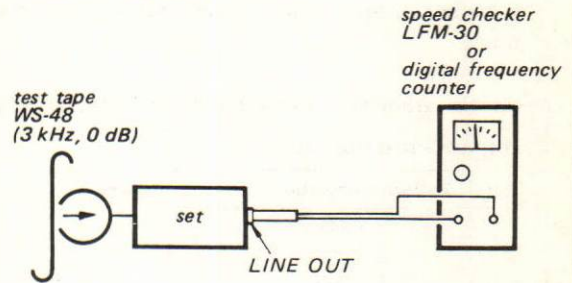 speed checker
LFM-30
or
digital frequency
counter
test tape
WS-48
(3 kHz, 0 dB)
set
LINE OUT